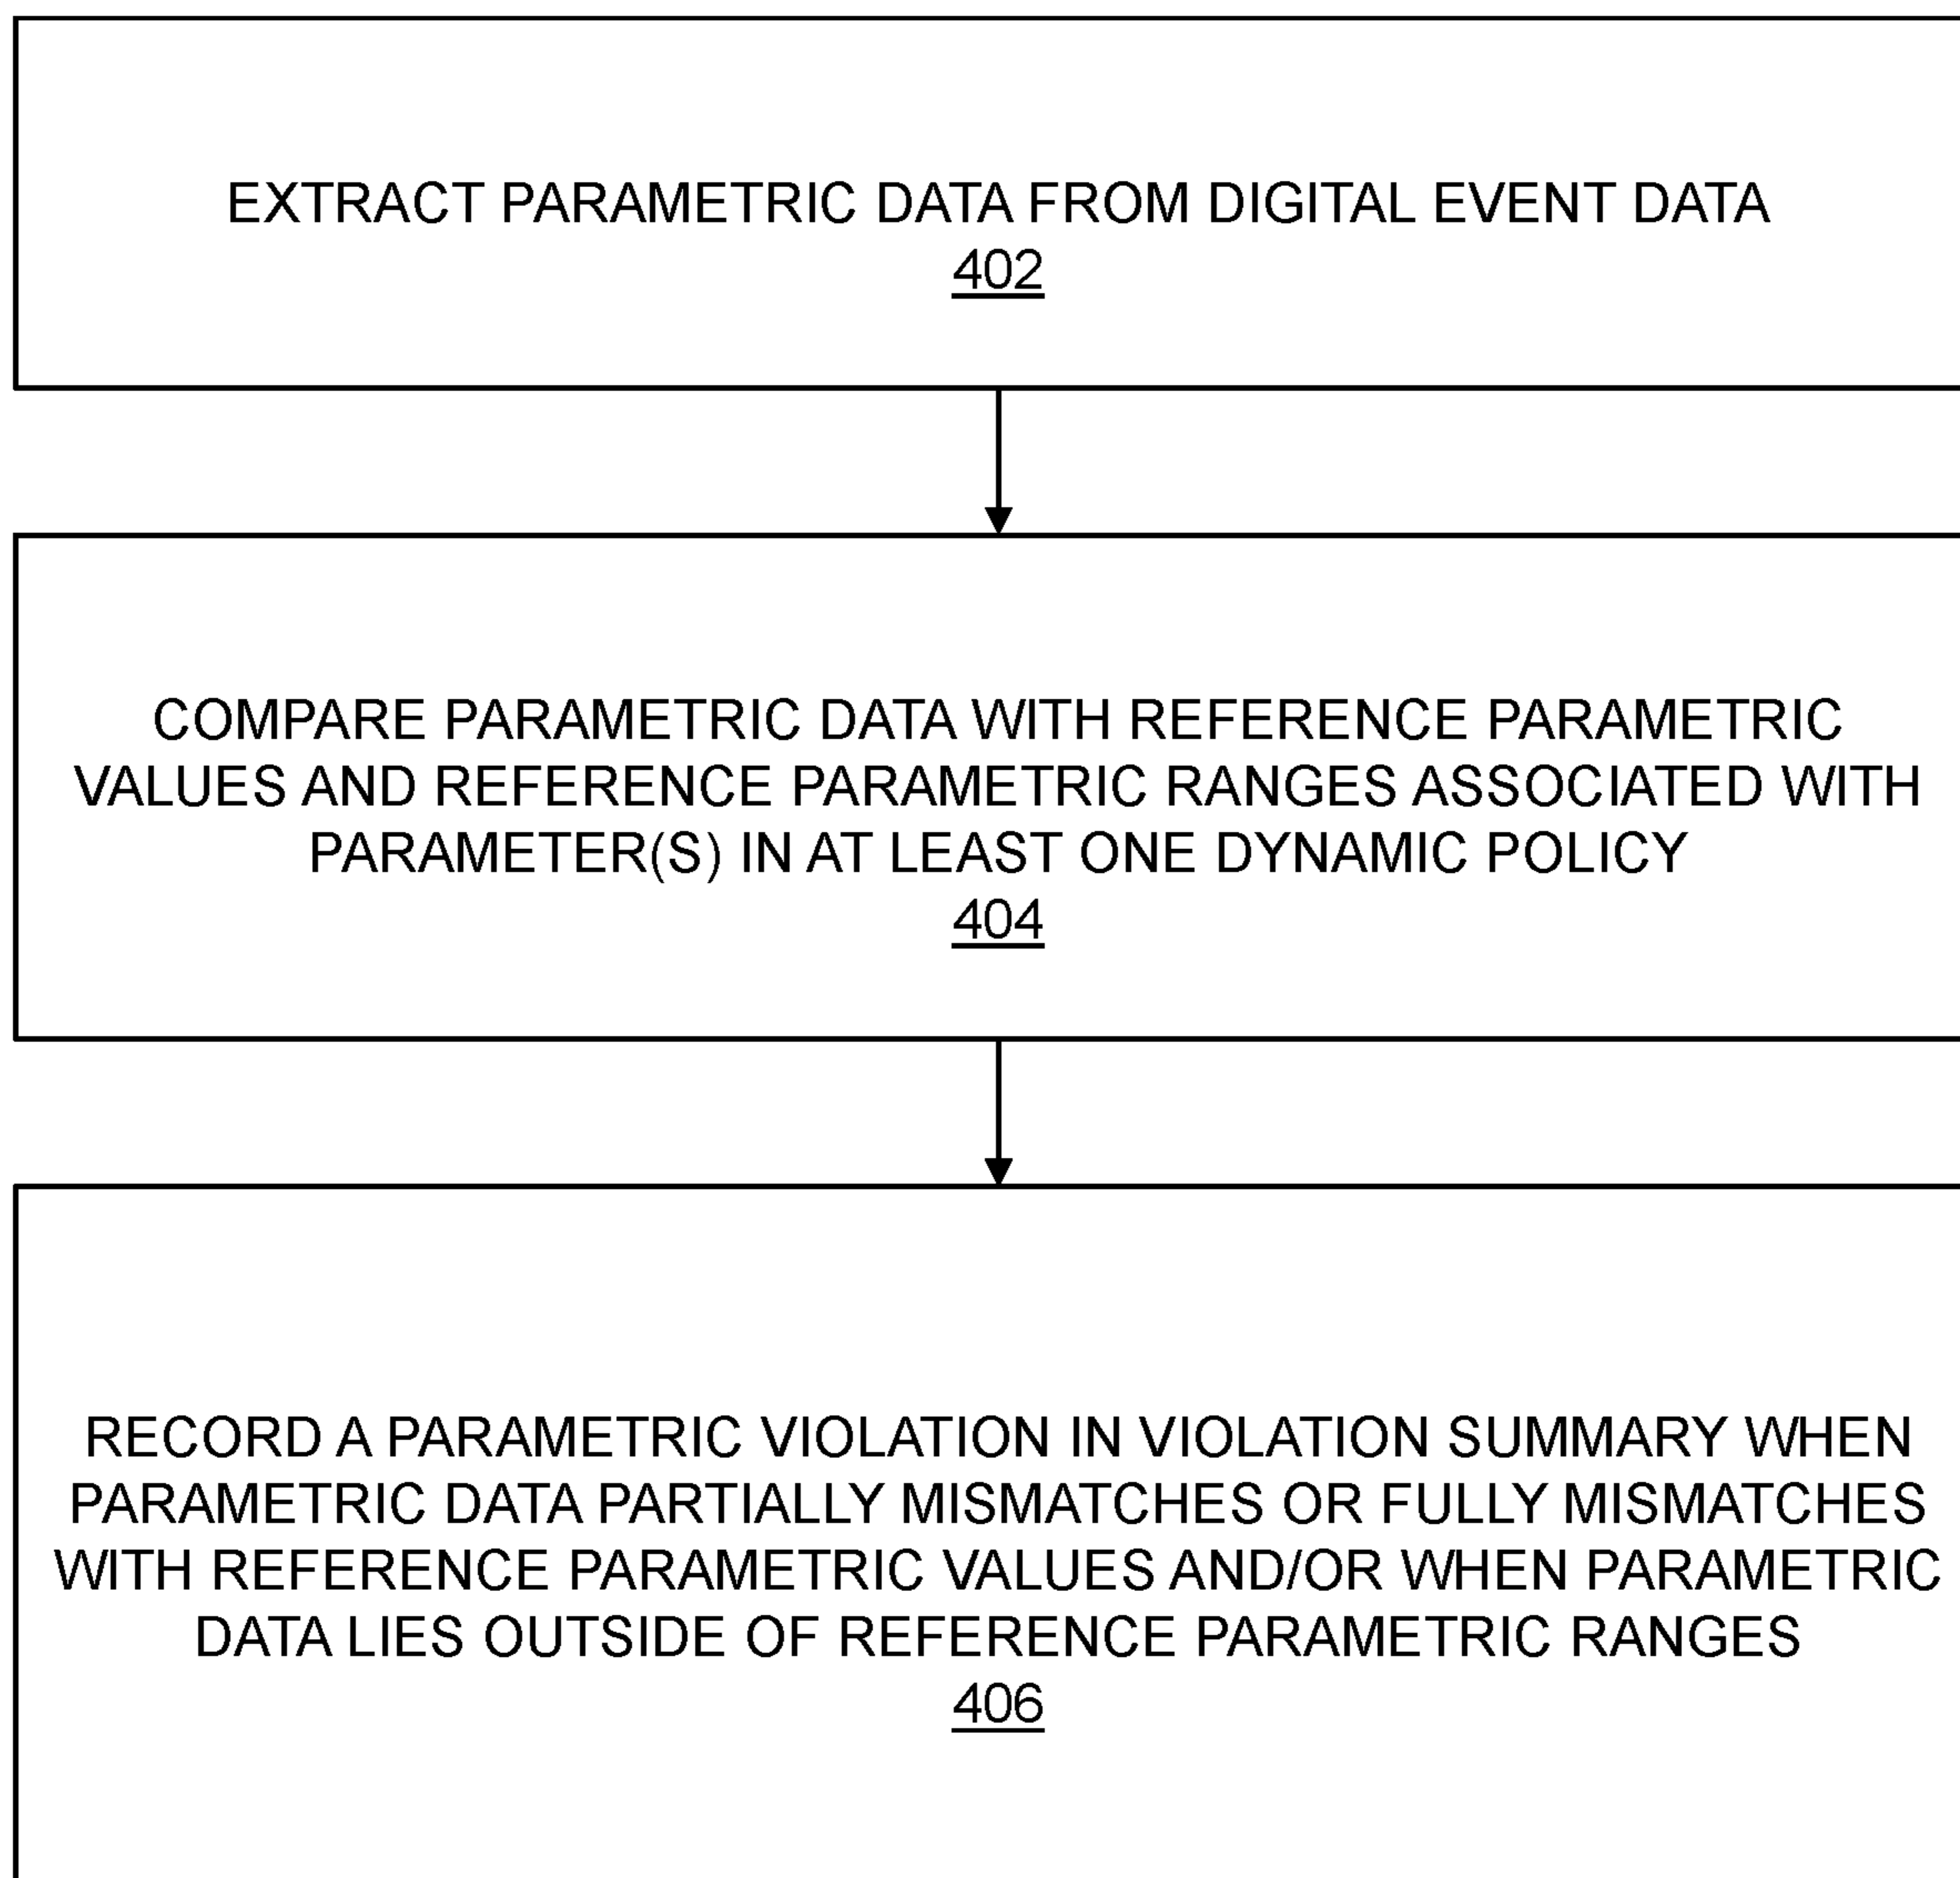 EXTRACT PARAMETRIC DATA FROM DIGITAL EVENT DATA
402
COMPARE PARAMETRIC DATA WITH REFERENCE PARAMETRIC
VALUES AND REFERENCE PARAMETRIC RANGES ASSOCIATED WITH
PARAMETER(S) IN AT LEAST ONE DYNAMIC POLICY
404
RECORD A PARAMETRIC VIOLATION IN VIOLATION SUMMARY WHEN
PARAMETRIC DATA PARTIALLY MISMATCHES OR FULLY MISMATCHES
WITH REFERENCE PARAMETRIC VALUES AND/OR WHEN PARAMETRIC
DATA LIES OUTSIDE OF REFERENCE PARAMETRIC RANGES
406